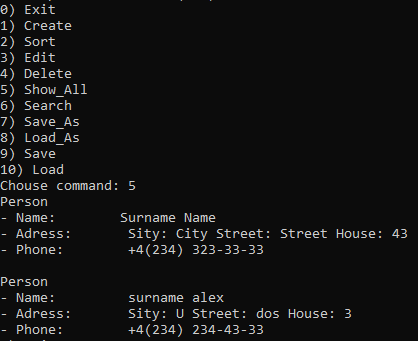 0) Exit
1) Create
2) Sort
3) Edit
4) Delete
5) Show_All
6) Search
7) Save_As
8) Load_As
9) Save
10) Load
Chouse command: 5
Person
- Name: Surname Name
- Adress: Sity: City Street: Street House: 43
- Phone: +4(234) 323-33-33
Person
- Name: surname alex
- Adress: Sity: U Street: dos House: 3
- Phone: +4(234) 234-43-33